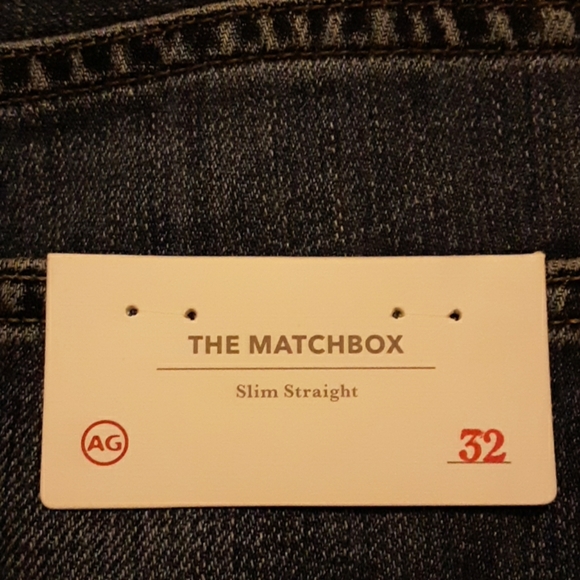 THE MATCHBOX
Slim Straight
AG
32